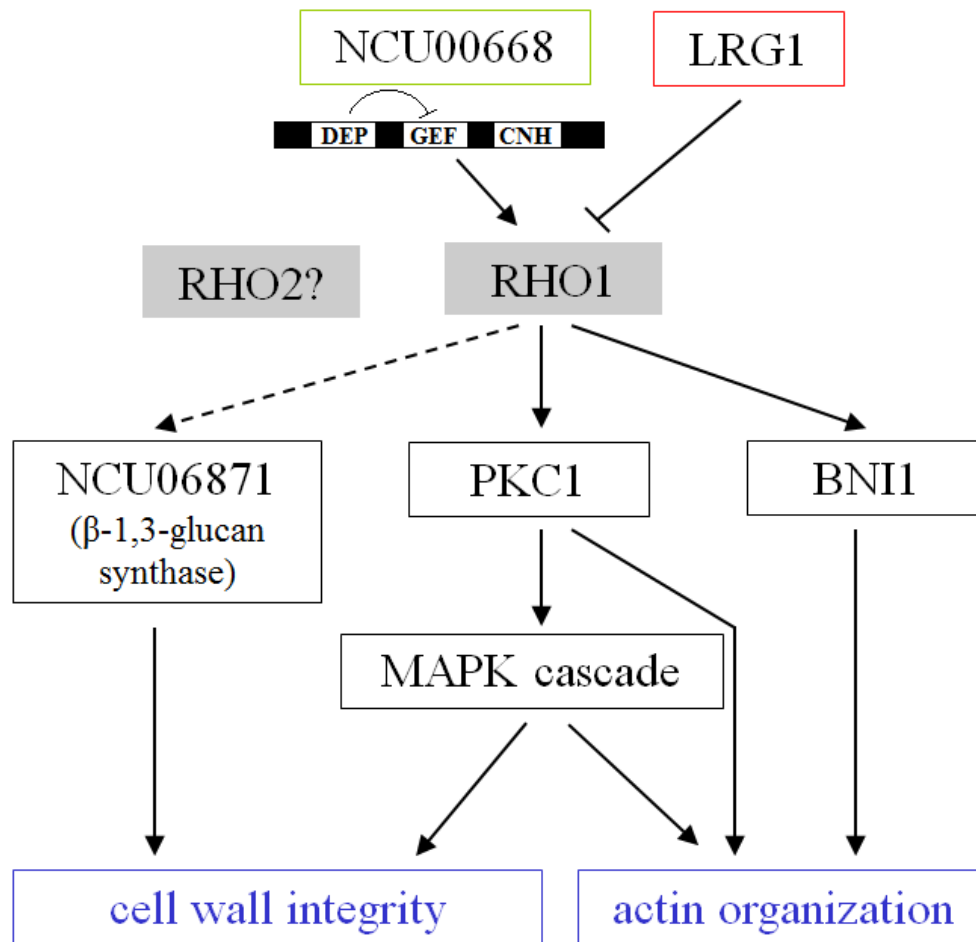 NCU00668
LRG1
DEP
GEF
CNH
RHO2?
RHO1
NCU06871
(β-1,3-glucan
synthase)
PKC1
BNI1
MAPK cascade
cell wall integrity
actin organization